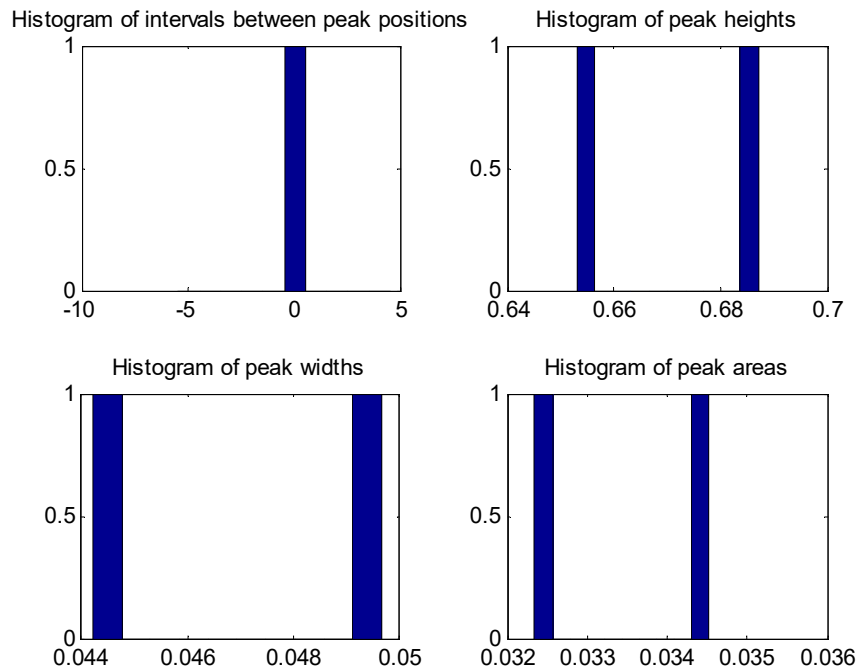 Histogram of intervals between peak positions
1
0.5
0
-10 -5 0 5
Histogram of peak heights
1
0.5
0
0.64 0.66 0.68 0.7
Histogram of peak widths
1
0.5
0
0.044 0.046 0.048 0.05
Histogram of peak areas
1
0.5
0
0.032 0.033 0.034 0.035 0.036